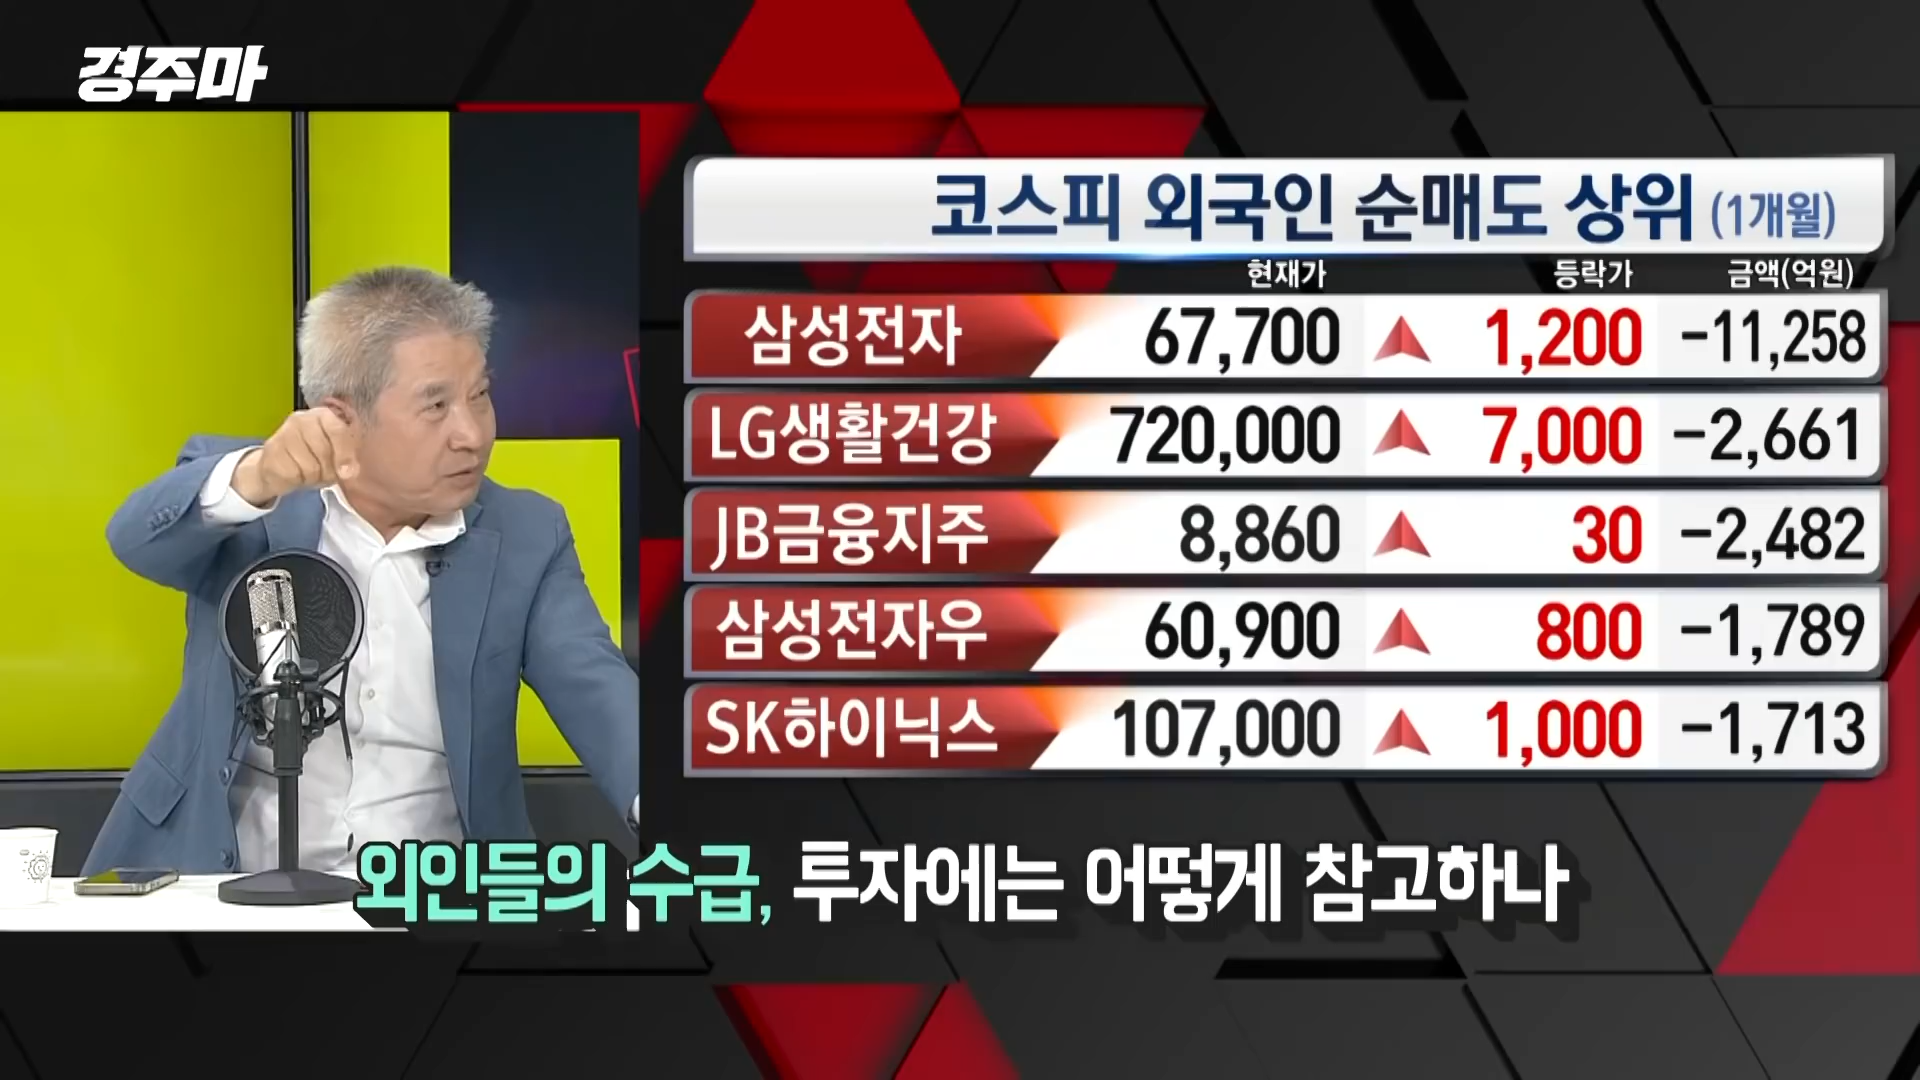 경주마
코스피 외국인 순매도 상위 (1개월)
현재가 등락가 금액(억원)
삼성전자 67,700 1,200 -11,258
LG생활건강 720,000 7,000 -2,661
JB금융지주 8,860 30 -2,482
삼성전자우 60,900 800 -1,789
SK하이닉스 107,000 1,000 -1,713
외인들의 수급, 투자에는 어떻게 참고하나